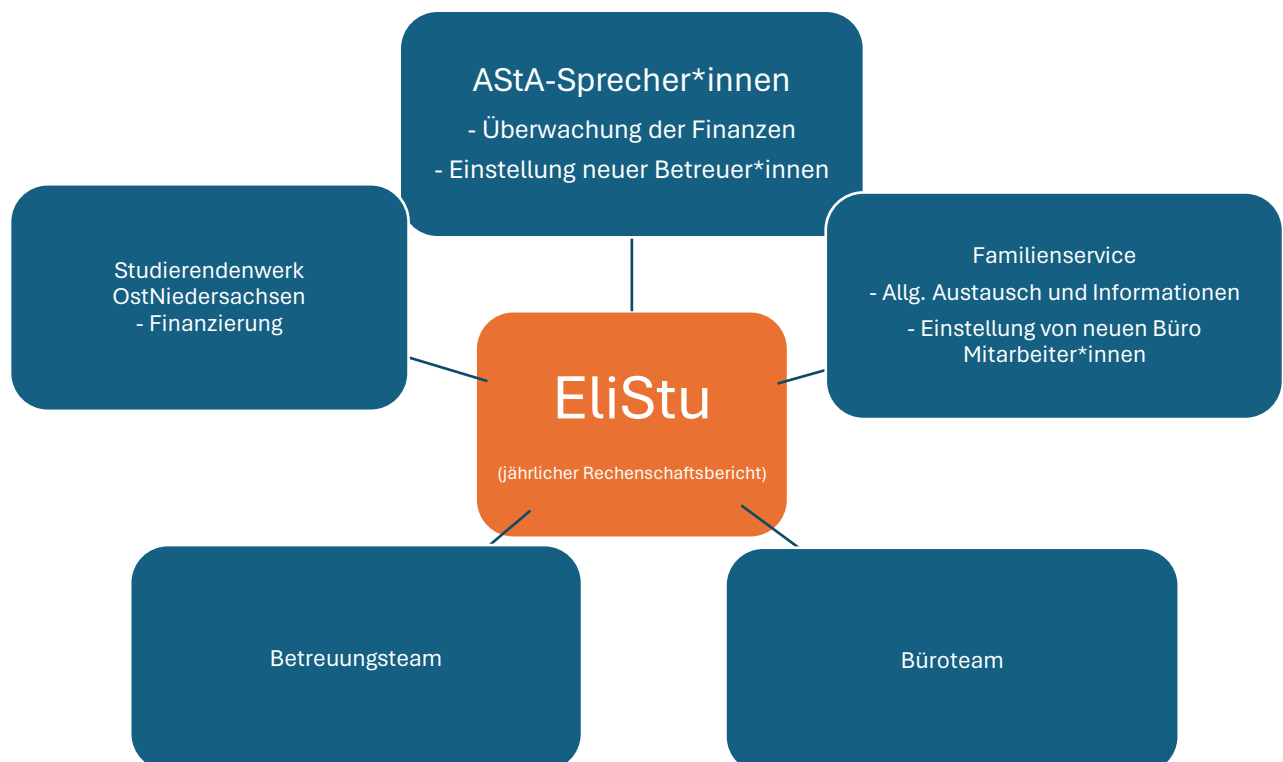 AStA-Sprecher*innen
- Überwachung der Finanzen
- Einstellung neuer Betreuer*innen
Studierendenwerk
OstNiedersachsen
- Finanzierung
Familienservice
- Allg. Austausch und Informationen
- Einstellung von neuen Büro
Mitarbeiter*innen
EliStu
(jährlicher Rechenschaftsbericht)
Betreuungsteam
Büroteam